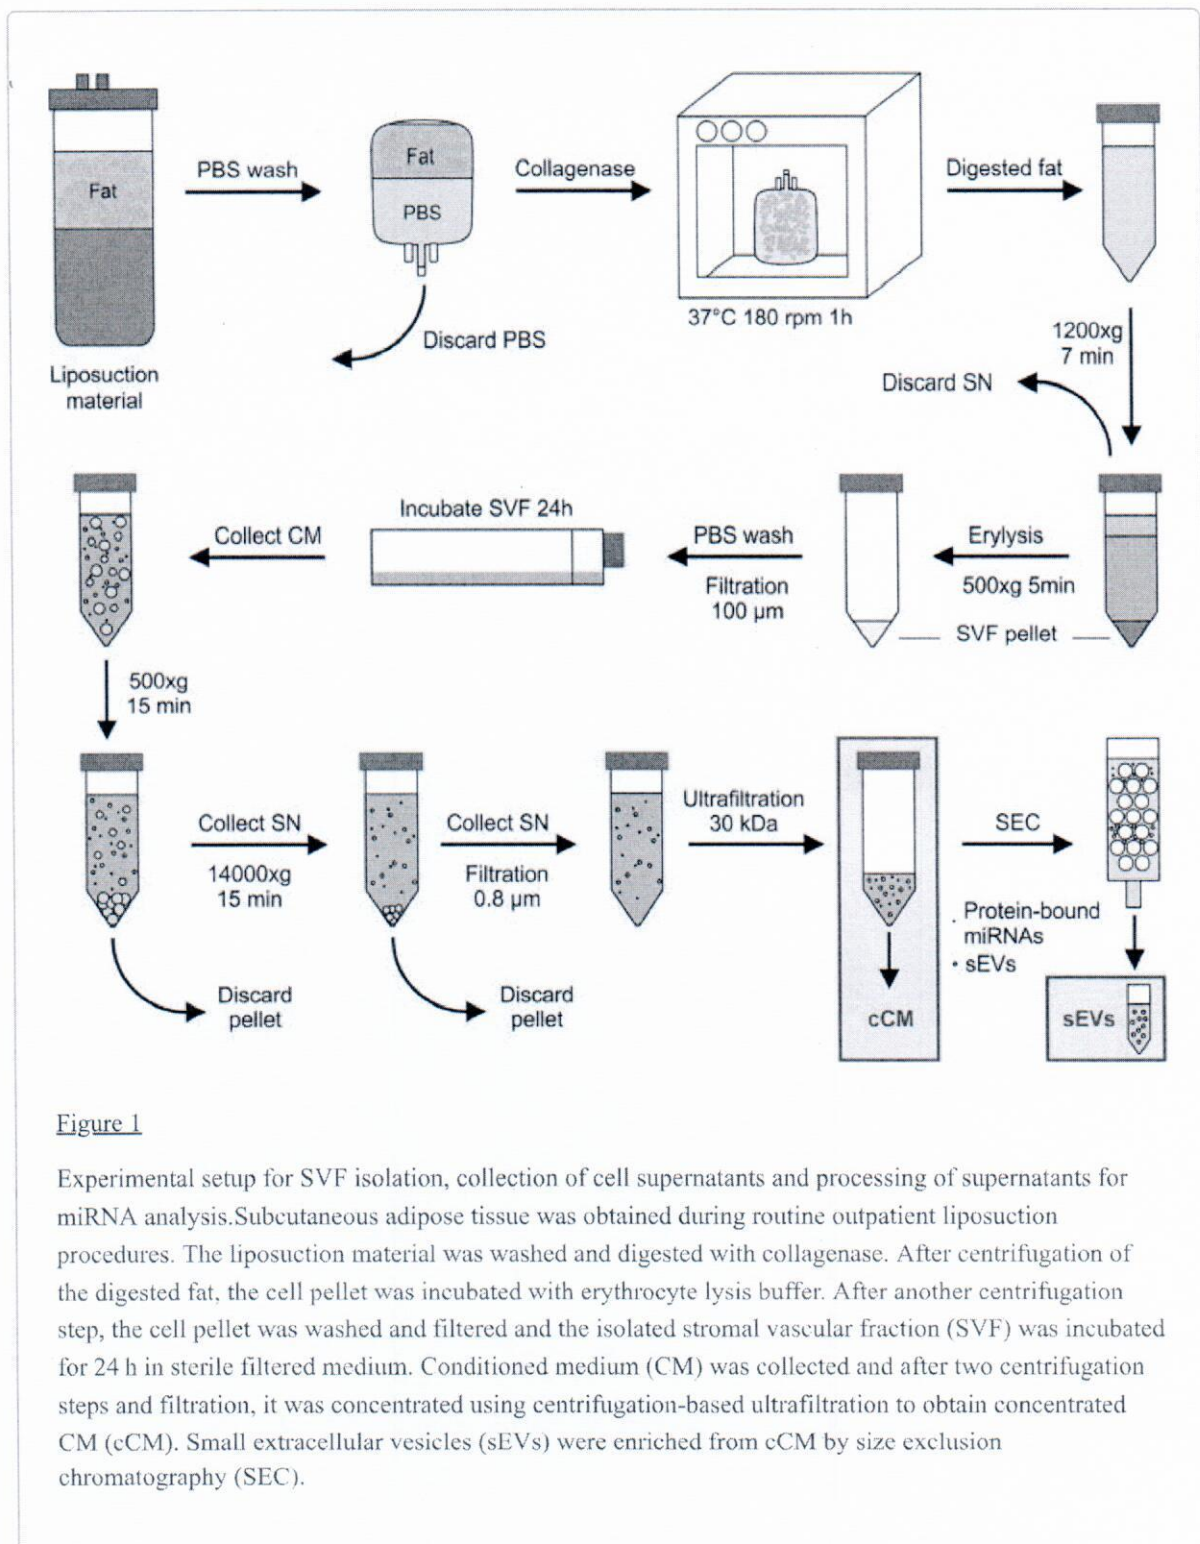 Fat
PBS wash
Fat
PBS
Discard PBS
Collagenase
37°C 180 rpm 1h
Digested fat
Liposuction
material
1200xg
7 min
Discard SN
Erylysis
500xg 5min
SVF pellet
PBS wash
Filtration
100 µm
Incubate SVF 24h
Collect CM
500xg
15 min
Collect SN
14000xg
15 min
Discard
pellet
Collect SN
Filtration
0.8 µm
Discard
pellet
Ultrafiltration
30 kDa
cCM
SEC
Protein-bound
miRNAs
• sEVs
sEVs
Figure 1
Experimental setup for SVF isolation, collection of cell supernatants and processing of supernatants for
miRNA analysis.Subcutaneous adipose tissue was obtained during routine outpatient liposuction
procedures. The liposuction material was washed and digested with collagenase. After centrifugation of
the digested fat, the cell pellet was incubated with erythrocyte lysis buffer. After another centrifugation
step, the cell pellet was washed and filtered and the isolated stromal vascular fraction (SVF) was incubated
for 24 h in sterile filtered medium. Conditioned medium (CM) was collected and after two centrifugation
steps and filtration, it was concentrated using centrifugation-based ultrafiltration to obtain concentrated
CM (cCM). Small extracellular vesicles (sEVs) were enriched from cCM by size exclusion
chromatography (SEC).